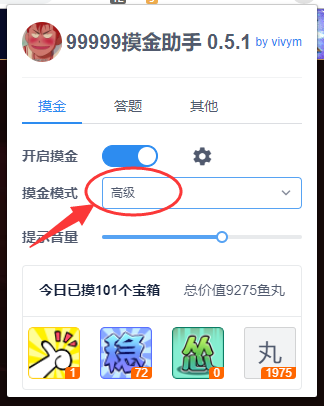 99999摸金助手 0.5.1 by vivym
摸金 答题 其他
开启摸金
摸金模式 高级
提示音量
今日已摸101个宝箱 总价值9275鱼丸
1 稳 72 怂 0 丸 1975